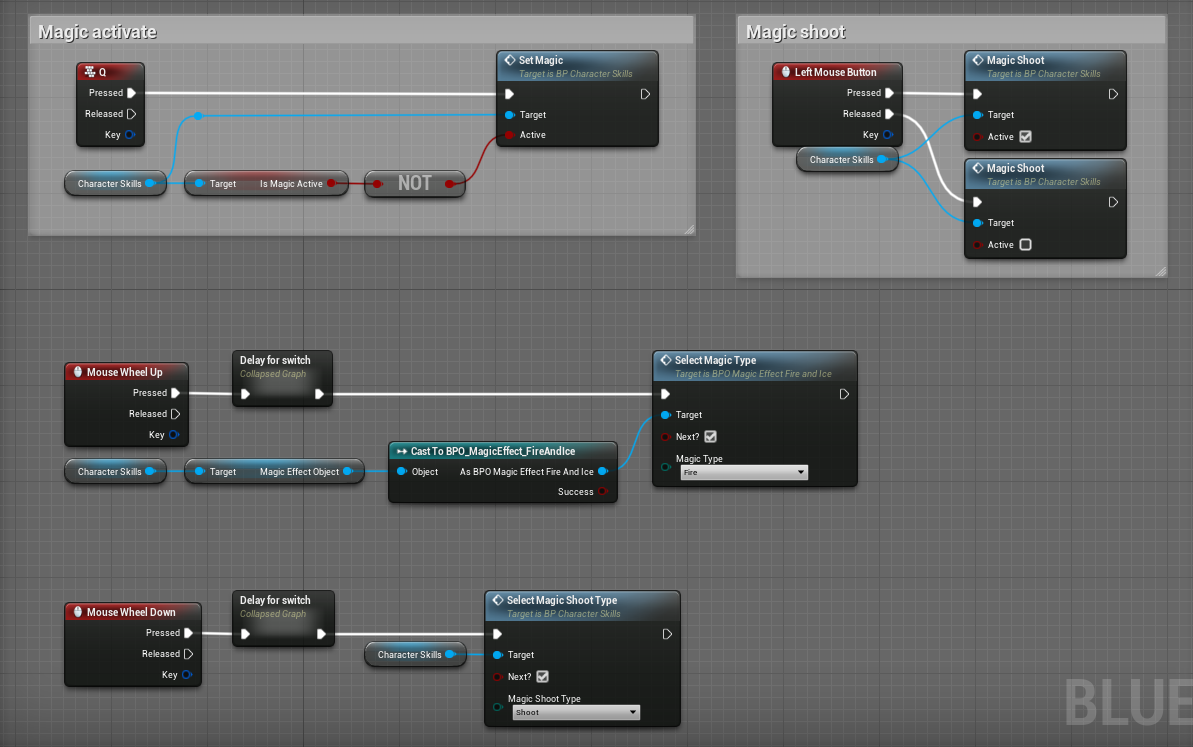 Magic activate
Q
Pressed
Released
Key
Set Magic
Target is BP Character Skills
Target
Active
Character Skills
Target Is Magic Active
NOT
Magic shoot
Left Mouse Button
Pressed
Released
Key
Character Skills
Magic Shoot
Target is BP Character Skills
Target
Active
Magic Shoot
Target is BP Character Skills
Target
Active
Mouse Wheel Up
Pressed
Released
Key
Delay for switch
Collapsed Graph
Character Skills
Target Magic Effect Object
Cast To BPO_MagicEffect_FireAndIce
Object As BPO Magic Effect Fire And Ice
Success
Select Magic Type
Target is BPO Magic Effect Fire and Ice
Target
Next?
Magic Type
Fire
Mouse Wheel Down
Pressed
Released
Key
Delay for switch
Collapsed Graph
Character Skills
Select Magic Shoot Type
Target is BP Character Skills
Target
Next?
Magic Shoot Type
Shoot
BLUE